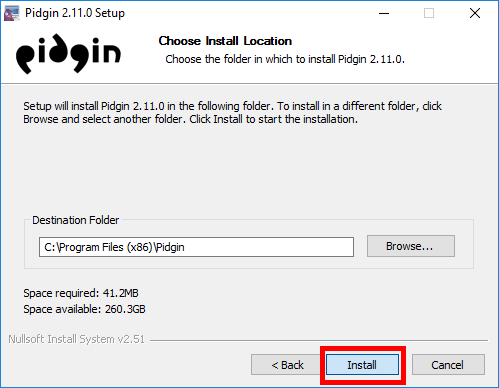 Pidgin 2.11.0 Setup
pidgin
Choose Install Location
Choose the folder in which to install Pidgin 2.11.0.
Setup will install Pidgin 2.11.0 in the following folder. To install in a different folder, click
Browse and select another folder. Click Install to start the installation.
Destination Folder
C:\Program Files (x86)\Pidgin
Browse...
Space required: 41.2MB
Space available: 260.3GB
Nullsoft Install System v2.51
< Back
Install
Cancel